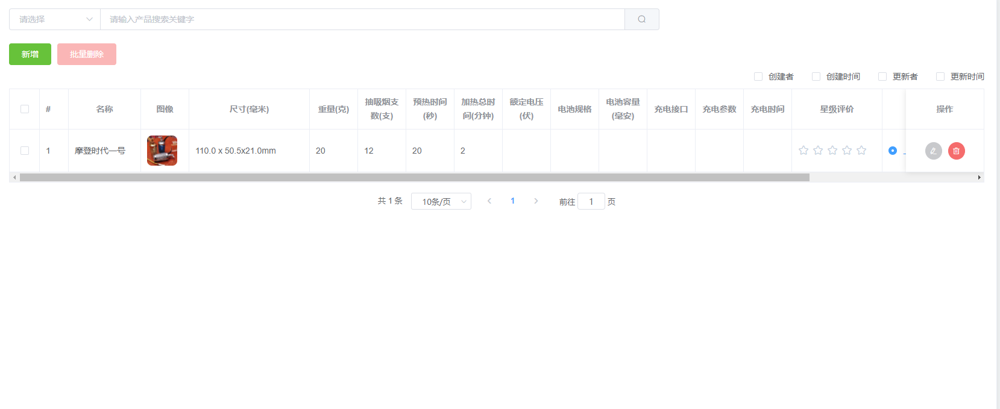 请选择 请输入产品搜索关键字
新增 批量删除
创建者 创建时间 更新者 更新时间
# 名称 图像 尺寸(毫米) 重量(克) 抽吸烟支数(支) 预热时间(秒) 加热总时间(分钟) 额定电压(伏) 电池规格 电池容量(毫安) 充电接口 充电参数 充电时间 星级评价 操作
1 摩登时代一号 110.0 x 50.5x21.0mm 20 12 20 2
共 1 条 10条/页 1 前往 1 页